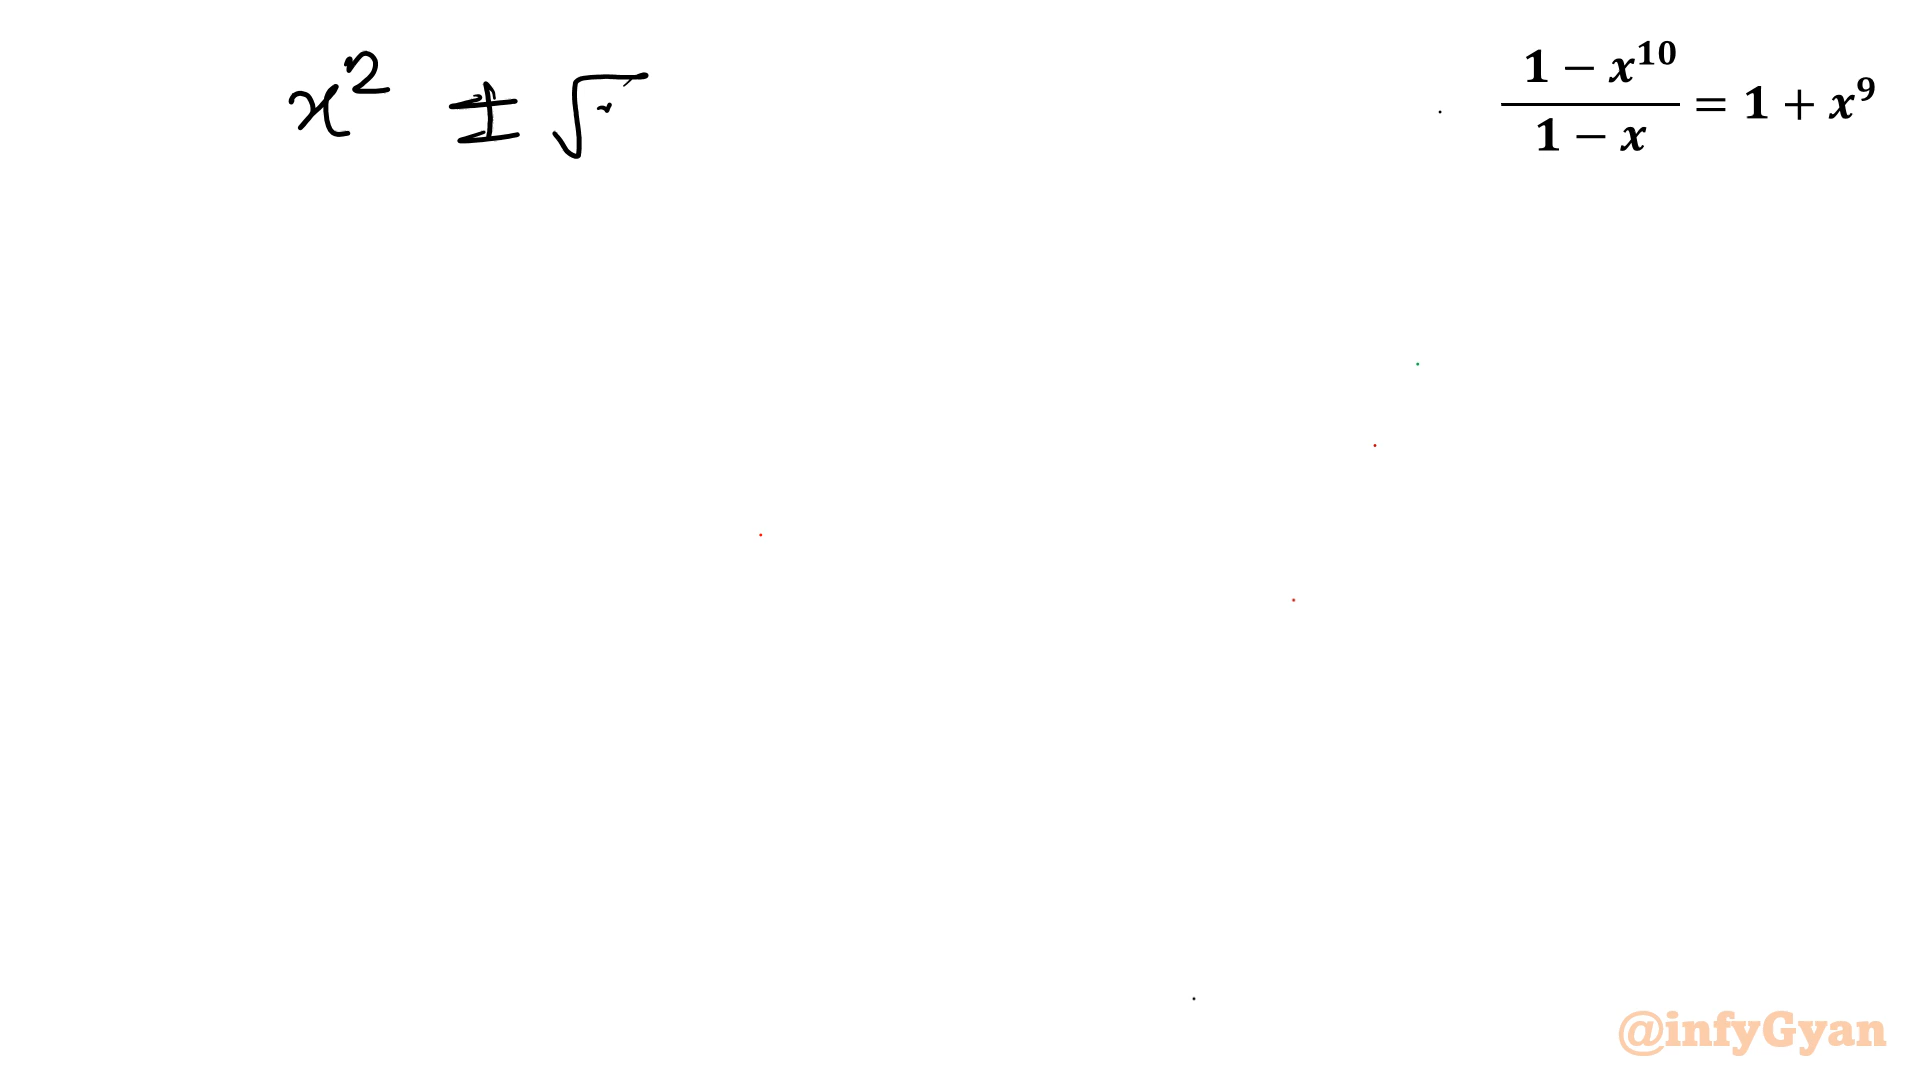 x² ± √
(1 − x¹⁰)/(1 − x) = 1 + x⁹
@infyGyan